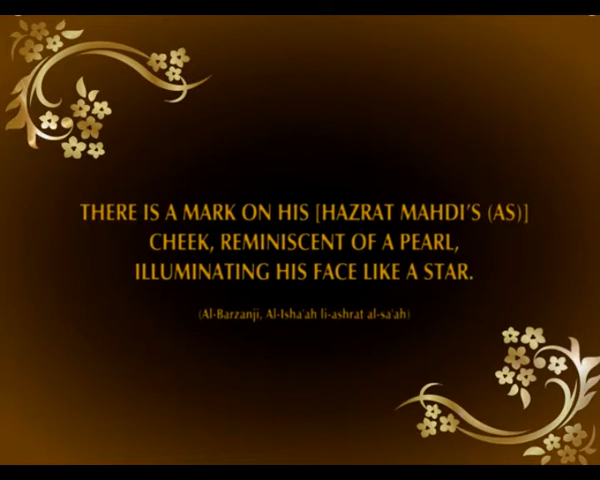 THERE IS A MARK ON HIS [HAZRAT MAHDI'S (AS)]
CHEEK, REMINISCENT OF A PEARL,
ILLUMINATING HIS FACE LIKE A STAR.
(Al-Barzanji, Al-Isha'ah li-ashrat al-sa'ah)